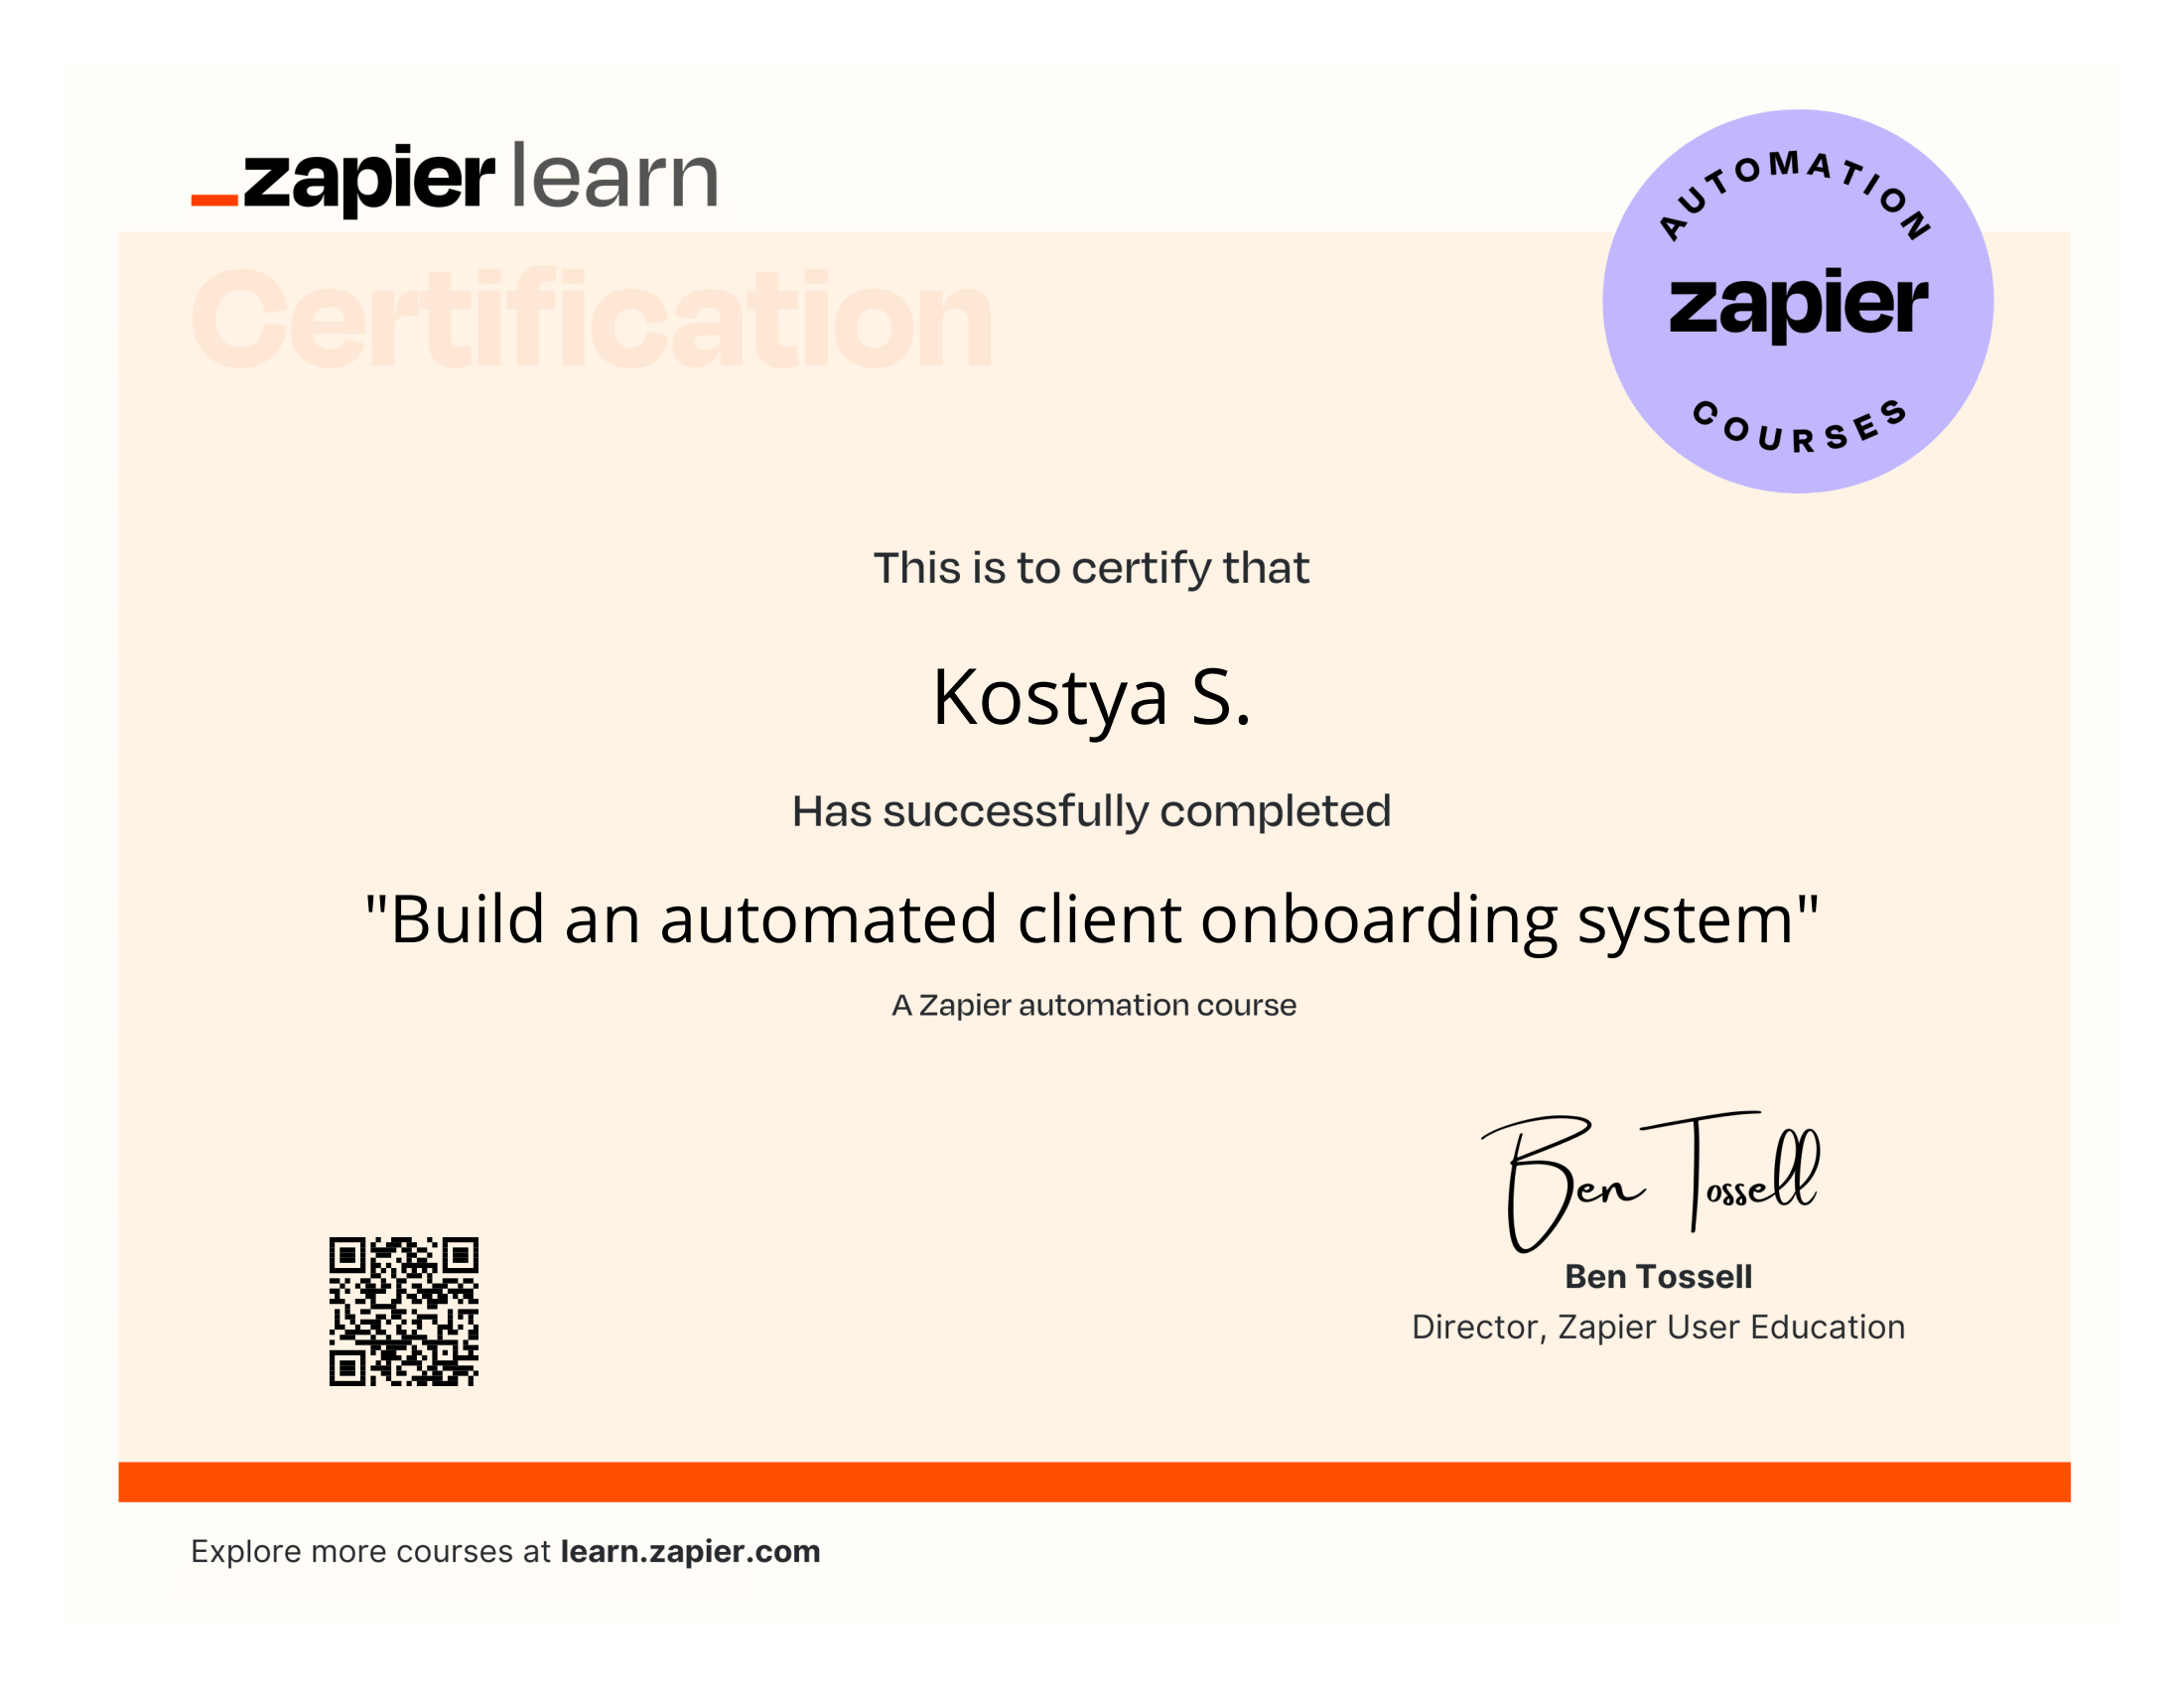 zapier learn
AUTOMATION
zapier
COURSES
Certification
This is to certify that
Kostya S.
Has successfully completed
"Build an automated client onboarding system"
A Zapier automation course
Ben Tossell
Ben Tossell
Director, Zapier User Education
Explore more courses at learn.zapier.com